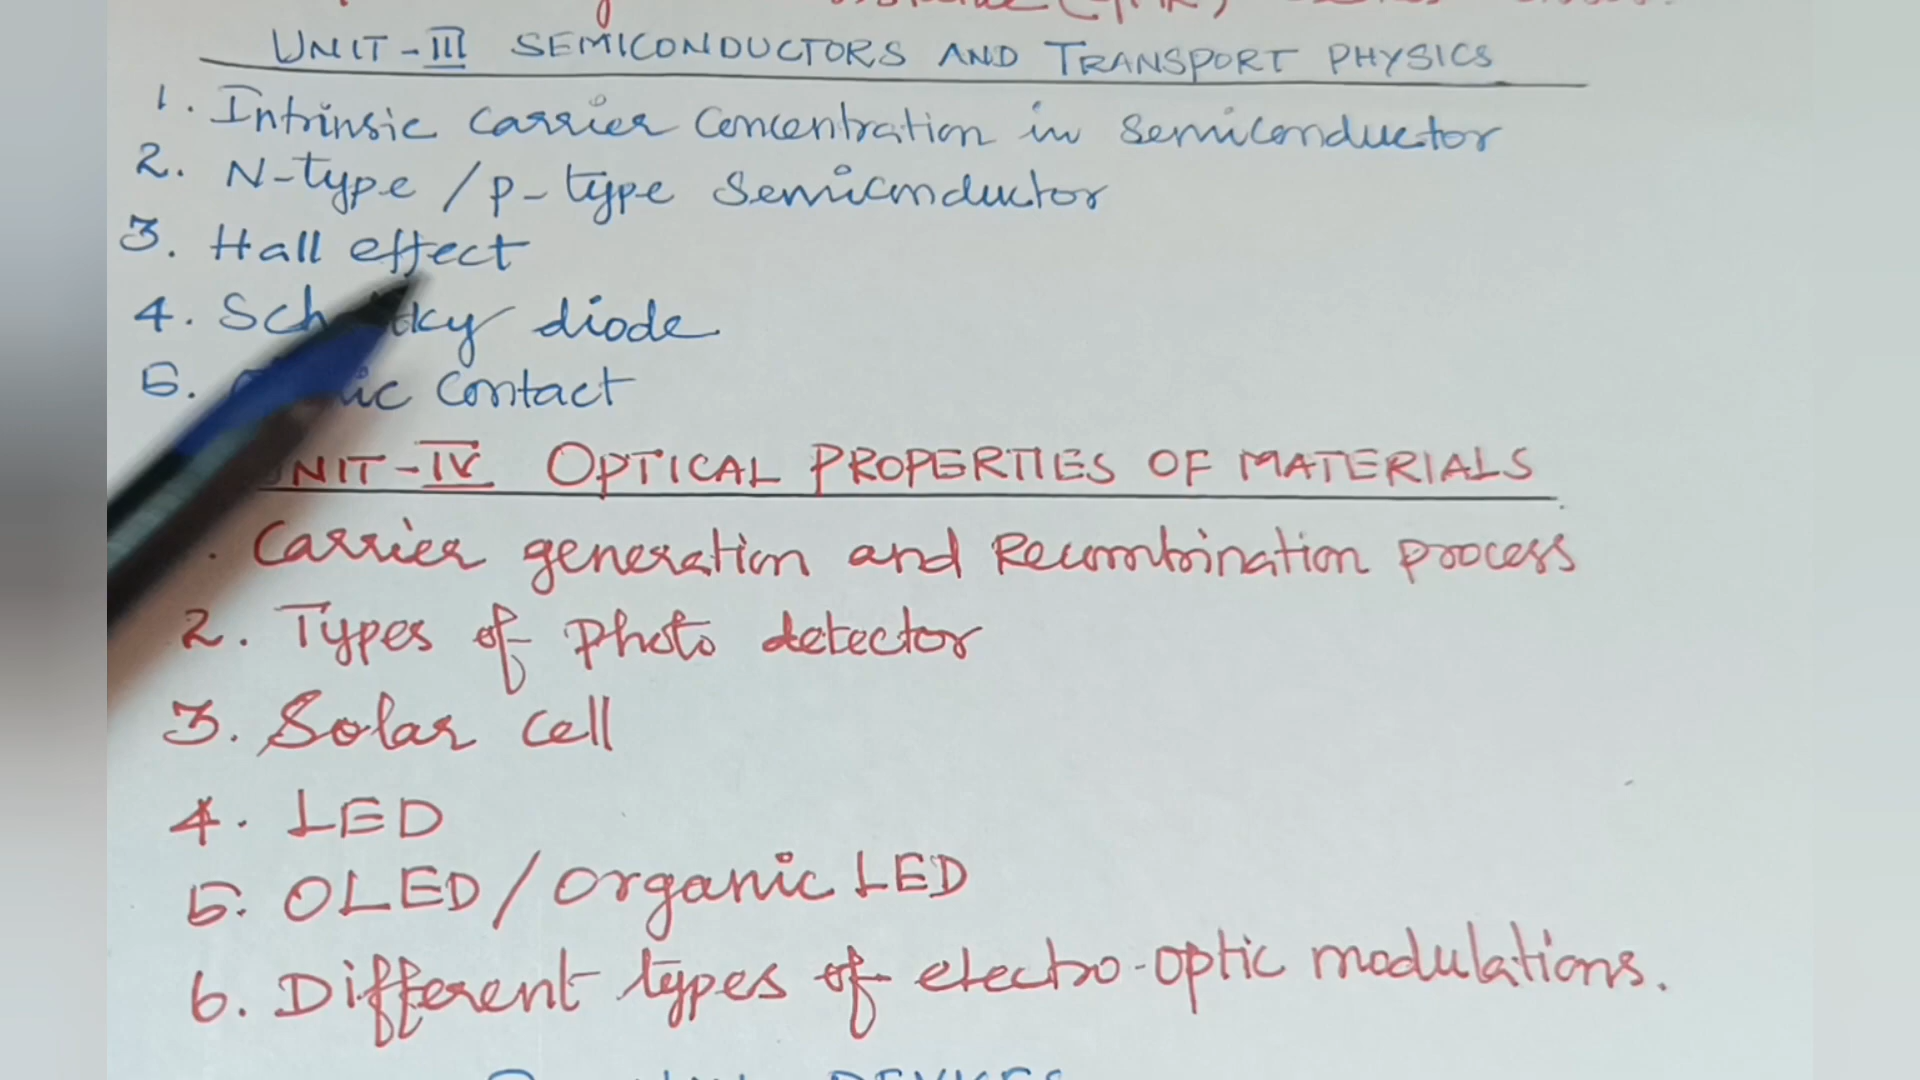 UNIT-III SEMICONDUCTORS AND TRANSPORT PHYSICS
1. Intrinsic carrier concentration in semiconductor
2. N-type / P-type semiconductor
3. Hall effect
4. diode
5. contact
UNIT-IV OPTICAL PROPERTIES OF MATERIALS
. Carrier generation and Recombination process
2. Types of photo detector
3. Solar cell
4. LED
5. OLED/organic LED
6. Different types of electro-optic modulations.
DEVICES